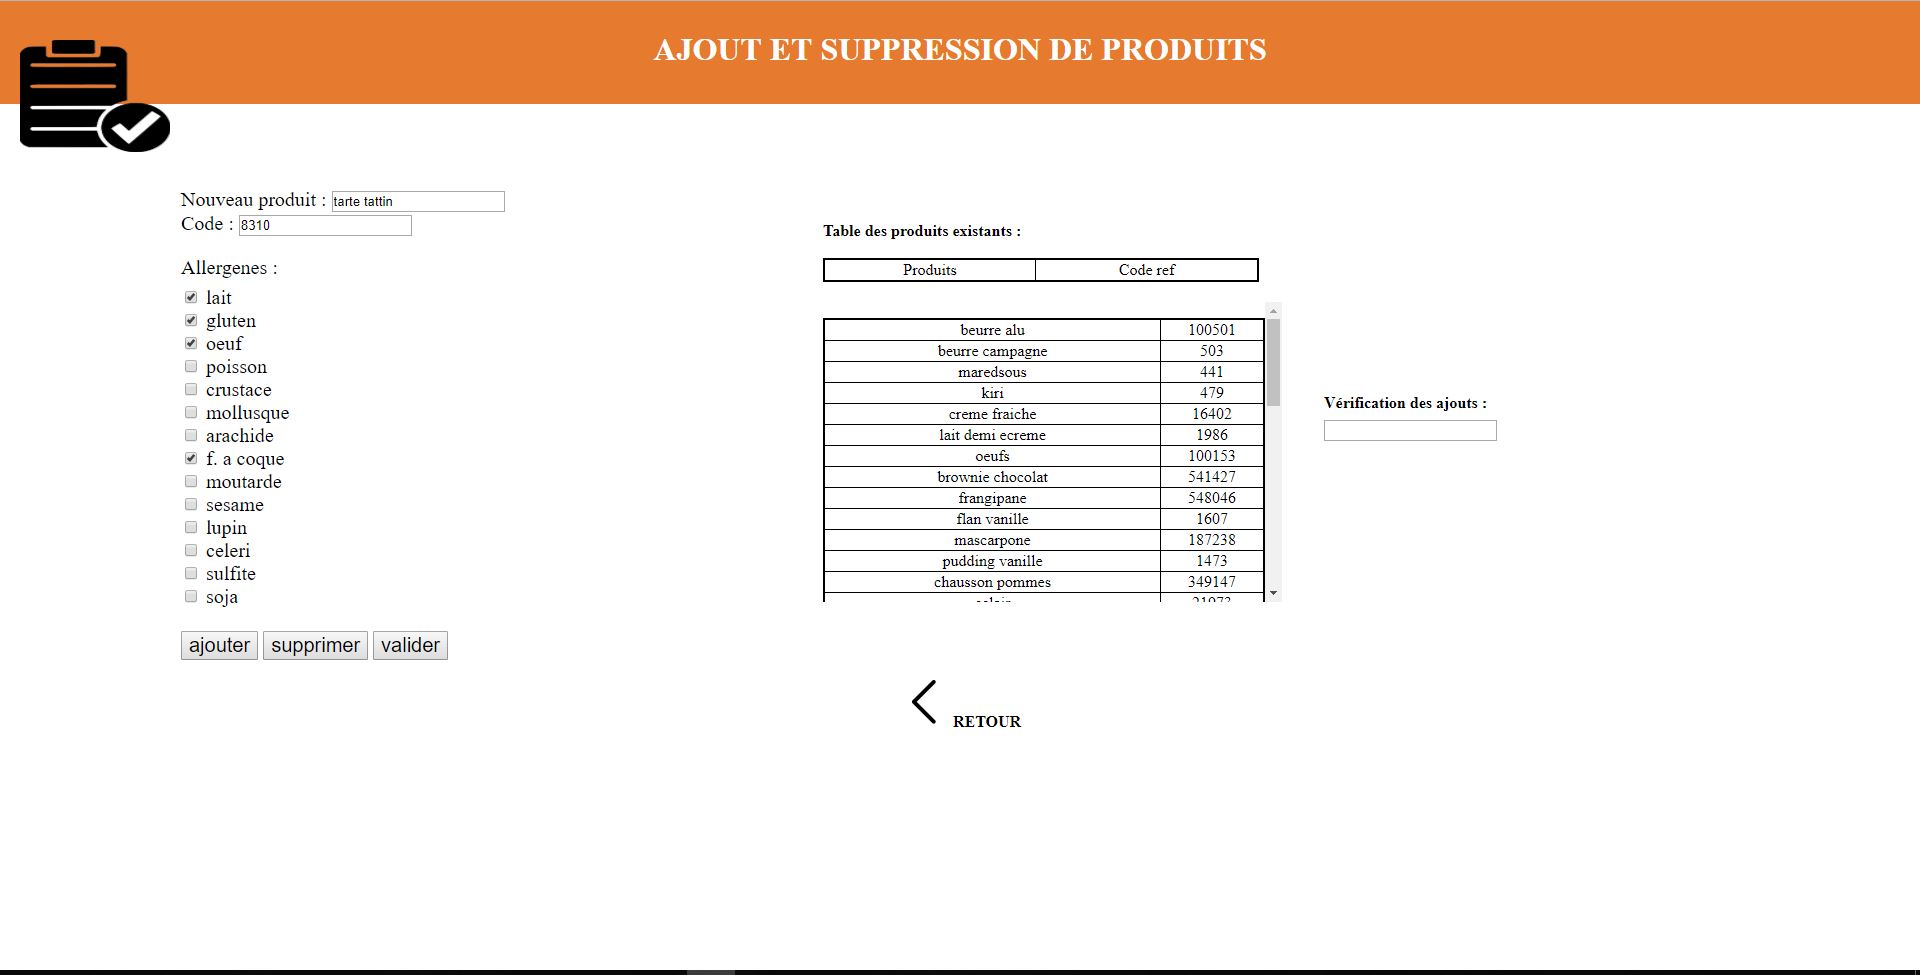 AJOUT ET SUPPRESSION DE PRODUITS
Nouveau produit : tarte tattin
Code : 8310
Allergenes :
lait
gluten
oeuf
poisson
crustace
mollusque
arachide
f. a coque
moutarde
sesame
lupin
celeri
sulfite
soja
ajouter supprimer valider
Table des produits existants :
Produits Code ref
beurre alu 100501
beurre campagne 503
maredsous 441
kiri 479
creme fraiche 16402
lait demi ecreme 1986
oeufs 100153
brownie chocolat 541427
frangipane 548046
flan vanille 1607
mascarpone 187238
pudding vanille 1473
chausson pommes 349147
Vérification des ajouts :
RETOUR